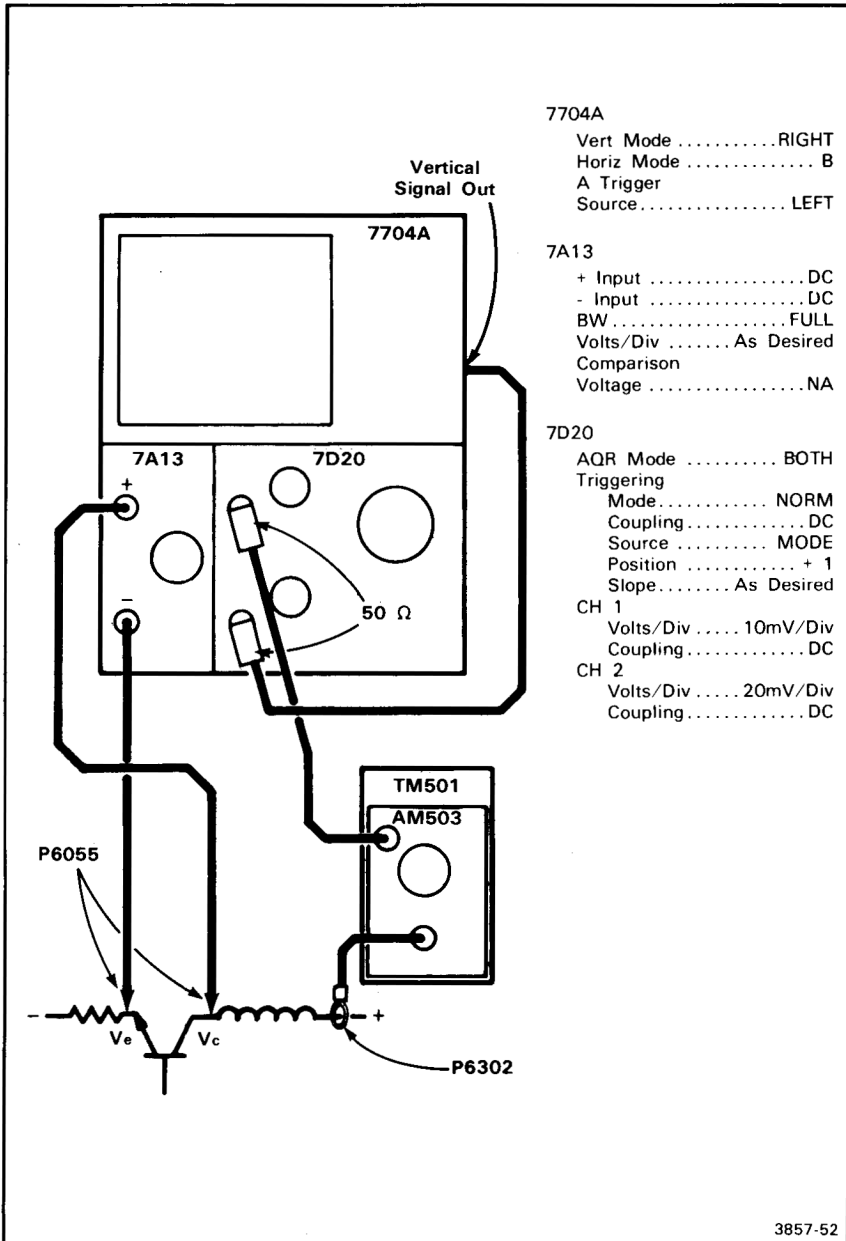 7704A
Vert Mode ........... RIGHT
Horiz Mode .............. B
A Trigger
Source ................ LEFT
7A13
+ Input ................ DC
- Input ................ DC
BW ................... FULL
Volts/Div ....... As Desired
Comparison
Voltage ................. NA
7D20
AQR Mode .......... BOTH
Triggering
Mode ............ NORM
Coupling ............. DC
Source .......... MODE
Position ............ + 1
Slope ........ As Desired
CH 1
Volts/Div ..... 10mV/Div
Coupling ............. DC
CH 2
Volts/Div ..... 20mV/Div
Coupling ............. DC
Vertical
Signal Out
7704A
7A13
7D20
+
−
50 Ω
TM501
AM503
P6055
−
Ve
Vc
+
P6302
3857-52